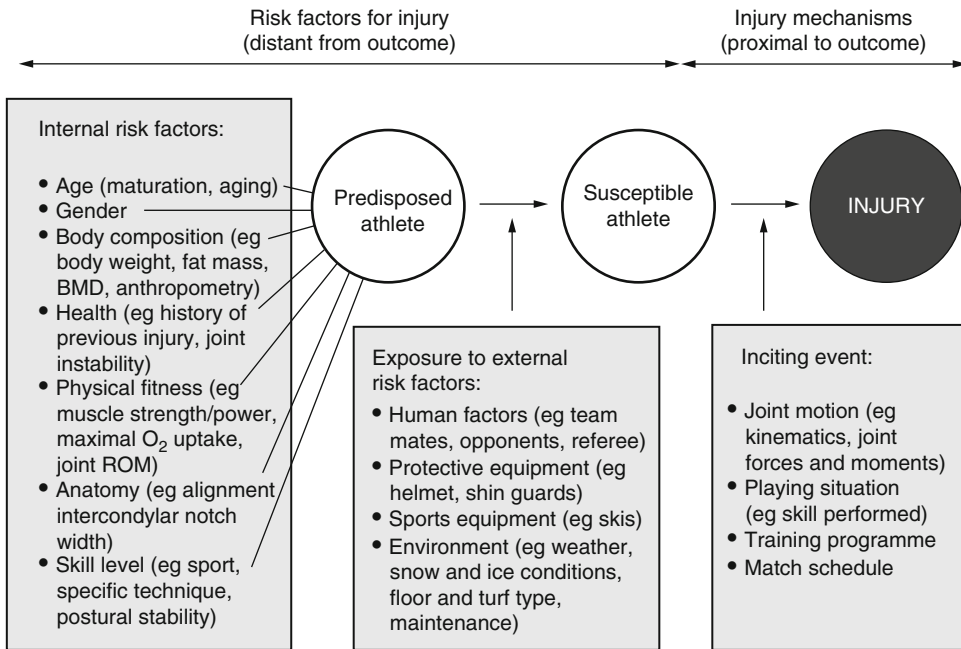 Risk factors for injury
(distant from outcome)
Injury mechanisms
(proximal to outcome)
Internal risk factors:
• Age (maturation, aging)
• Gender
• Body composition (eg
body weight, fat mass,
BMD, anthropometry)
• Health (eg history of
previous injury, joint
instability)
• Physical fitness (eg
muscle strength/power,
maximal O₂ uptake,
joint ROM)
• Anatomy (eg alignment
intercondylar notch
width)
• Skill level (eg sport,
specific technique,
postural stability)
Predisposed
athlete
Susceptible
athlete
INJURY
Exposure to external
risk factors:
• Human factors (eg team
mates, opponents, referee)
• Protective equipment (eg
helmet, shin guards)
• Sports equipment (eg skis)
• Environment (eg weather,
snow and ice conditions,
floor and turf type,
maintenance)
Inciting event:
• Joint motion (eg
kinematics, joint
forces and moments)
• Playing situation
(eg skill performed)
• Training programme
• Match schedule